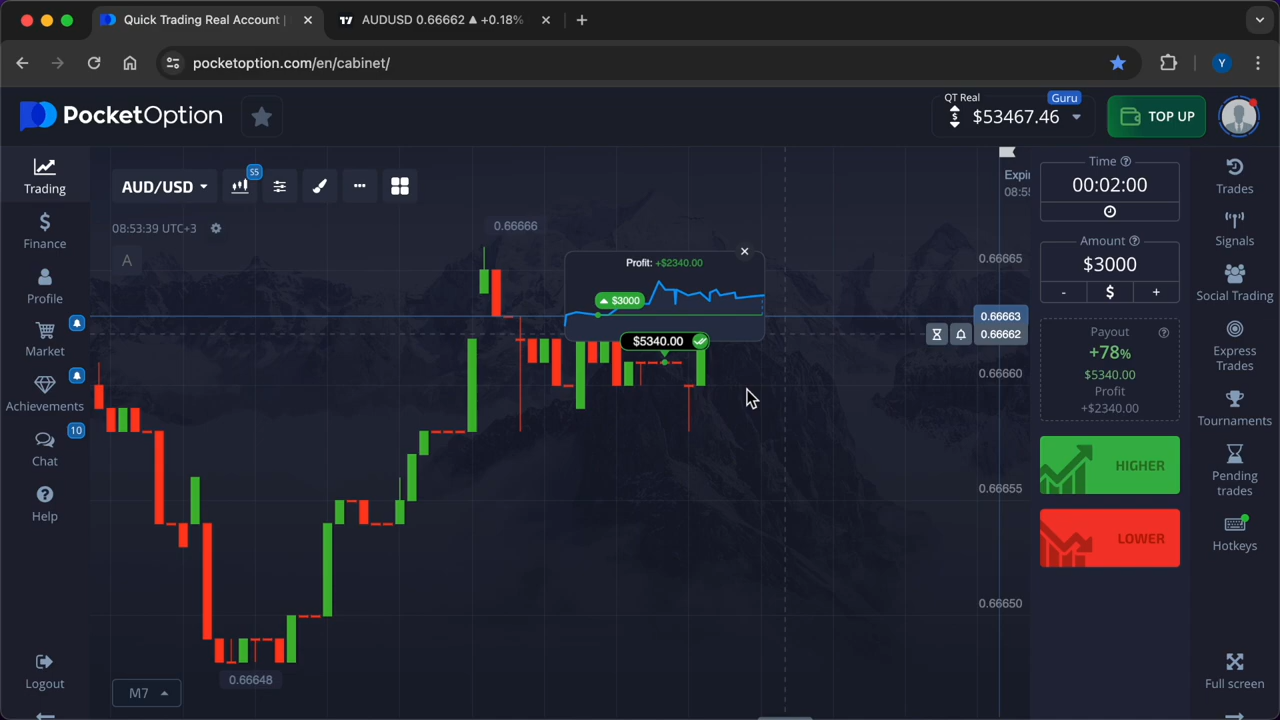 Quick Trading Real Account |
AUDUSD 0.66662 ▲ +0.18%
pocketoption.com/en/cabinet/
Y
PocketOption
QT Real
Guru
$53467.46
TOP UP
Trading
Finance
Profile
Market
Achievements
10
Chat
Help
Logout
AUD/USD
S5
08:53:39 UTC+3
A
0.66666
Profit: +$2340.00
$3000
$5340.00
0.66648
M7
Expi
08:5
0.66665
0.66663
0.66662
0.66660
0.66655
0.66650
Time
00:02:00
Amount
$3000
- $ +
Payout
+78%
$5340.00
Profit
+$2340.00
HIGHER
LOWER
Trades
Signals
Social Trading
Express
Trades
Tournaments
Pending
trades
Hotkeys
Full screen